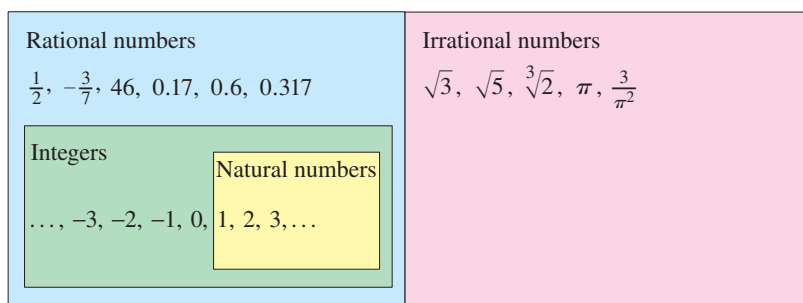 Rational numbers
1/2, −3/7, 46, 0.17, 0.6, 0.317
Integers
Natural numbers
..., −3, −2, −1, 0, 1, 2, 3,...
Irrational numbers
√3, √5, ∛2, π, 3/π²